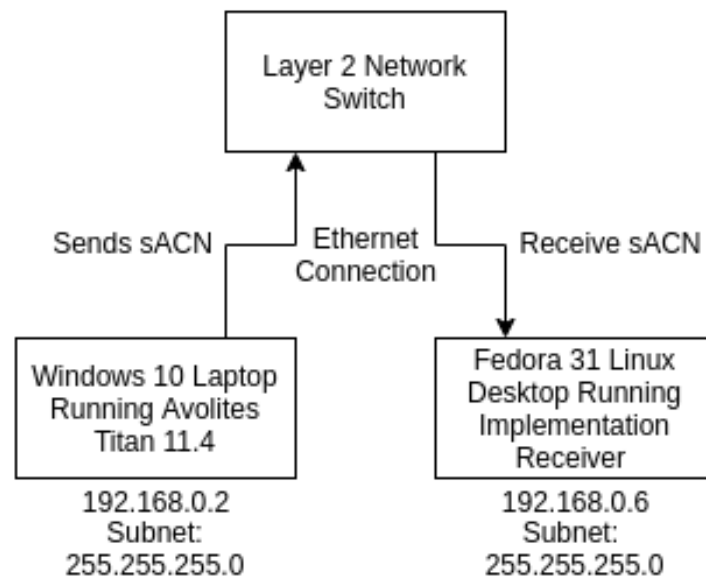 Layer 2 Network
Switch
Sends sACN
Ethernet
Connection
Receive sACN
Windows 10 Laptop
Running Avolites
Titan 11.4
Fedora 31 Linux
Desktop Running
Implementation
Receiver
192.168.0.2
Subnet:
255.255.255.0
192.168.0.6
Subnet:
255.255.255.0